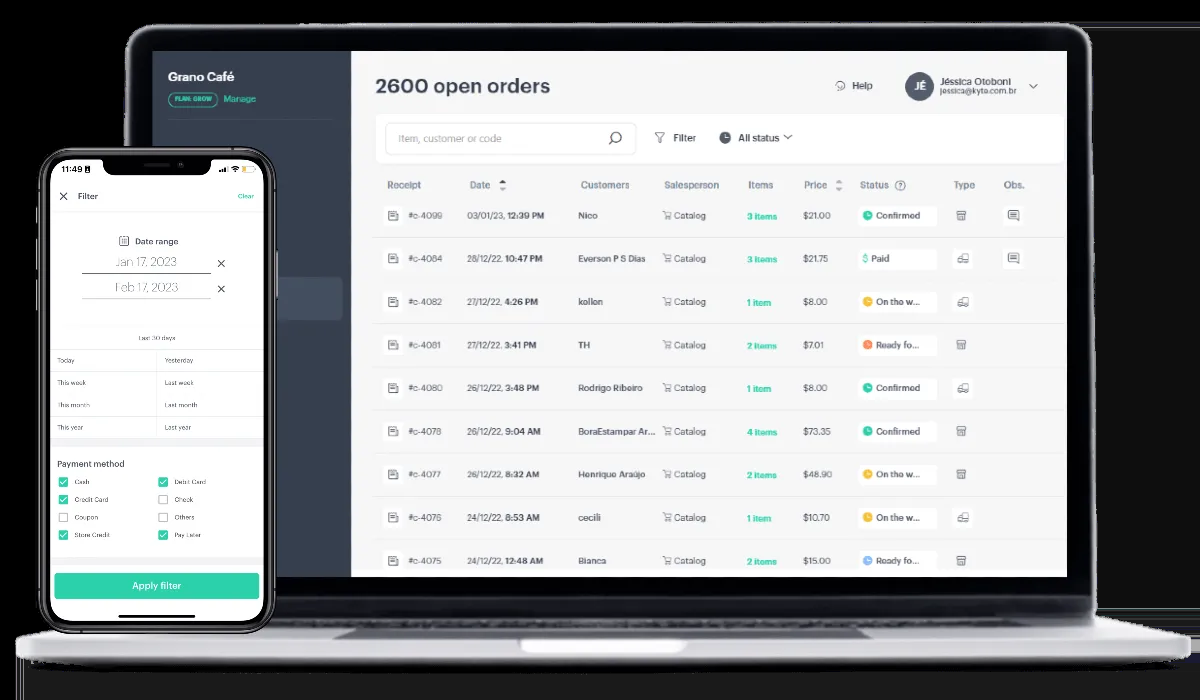 Grano Café
PLAN: GROW Manage
2600 open orders
Help
JÉ
Jéssica Otoboni
jessica@kyte.com.br
Item, customer or code
Filter
All status
Receipt Date Customers Salesperson Items Price Status Type Obs.
#c-4099 03/01/23, 12:39 PM Nico Catalog 3 items $21.00 Confirmed
#c-4084 28/12/22, 10:47 PM Everson P S Dias Catalog 3 items $21.75 $ Paid
#c-4082 27/12/22, 4:26 PM kellen Catalog 1 item $8.00 On the w...
#c-4081 27/12/22, 3:41 PM TH Catalog 2 items $7.01 Ready fo...
#c-4080 26/12/22, 3:48 PM Rodrigo Ribeiro Catalog 1 item $8.00 Confirmed
#c-4078 26/12/22, 9:04 AM BoraEstampar Ar... Catalog 4 items $73.35 Confirmed
#c-4077 26/12/22, 8:32 AM Henrique Araújo Catalog 2 items $48.90 On the w...
#c-4076 24/12/22, 8:53 AM cecili Catalog 1 item $10.70 On the w...
#c-4075 24/12/22, 12:48 AM Bianca Catalog 2 items $15.00 Ready fo...
11:49
Filter Clear
Date range
Jan 17, 2023
Feb 17, 2023
Last 30 days
Today Yesterday
This week Last week
This month Last month
This year Last year
Payment method
Cash Debit Card
Credit Card Check
Coupon Others
Store Credit Pay Later
Apply filter